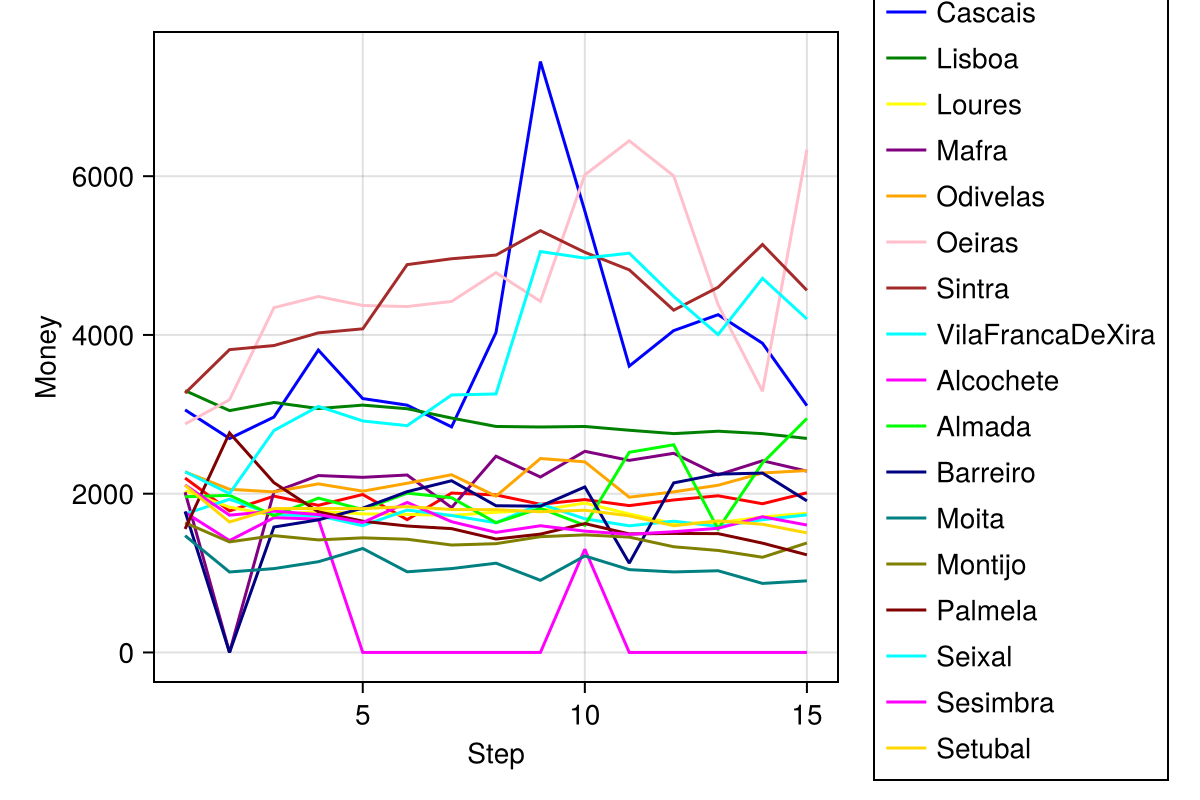 Cascais
Lisboa
Loures
Mafra
Odivelas
Oeiras
Sintra
VilaFrancaDeXira
Alcochete
Almada
Barreiro
Moita
Montijo
Palmela
Seixal
Sesimbra
Setubal
Money
6000
4000
2000
0
5
10
15
Step